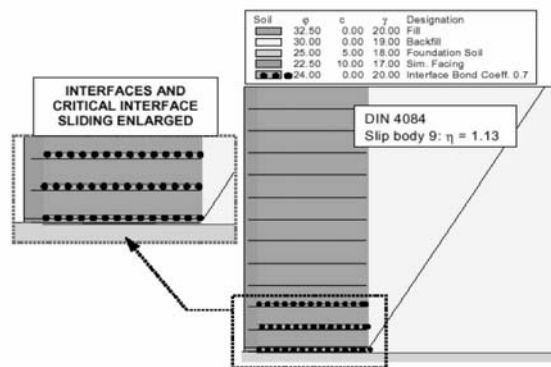 Soil φ c γ Designation
32.50 0.00 20.00 Fill
30.00 0.00 19.00 Backfill
25.00 5.00 18.00 Foundation Soil
22.50 10.00 17.00 Sim. Facing
24.00 0.00 20.00 Interface Bond Coeff. 0.7
INTERFACES AND
CRITICAL INTERFACE
SLIDING ENLARGED
DIN 4084
Slip body 9: η = 1.13